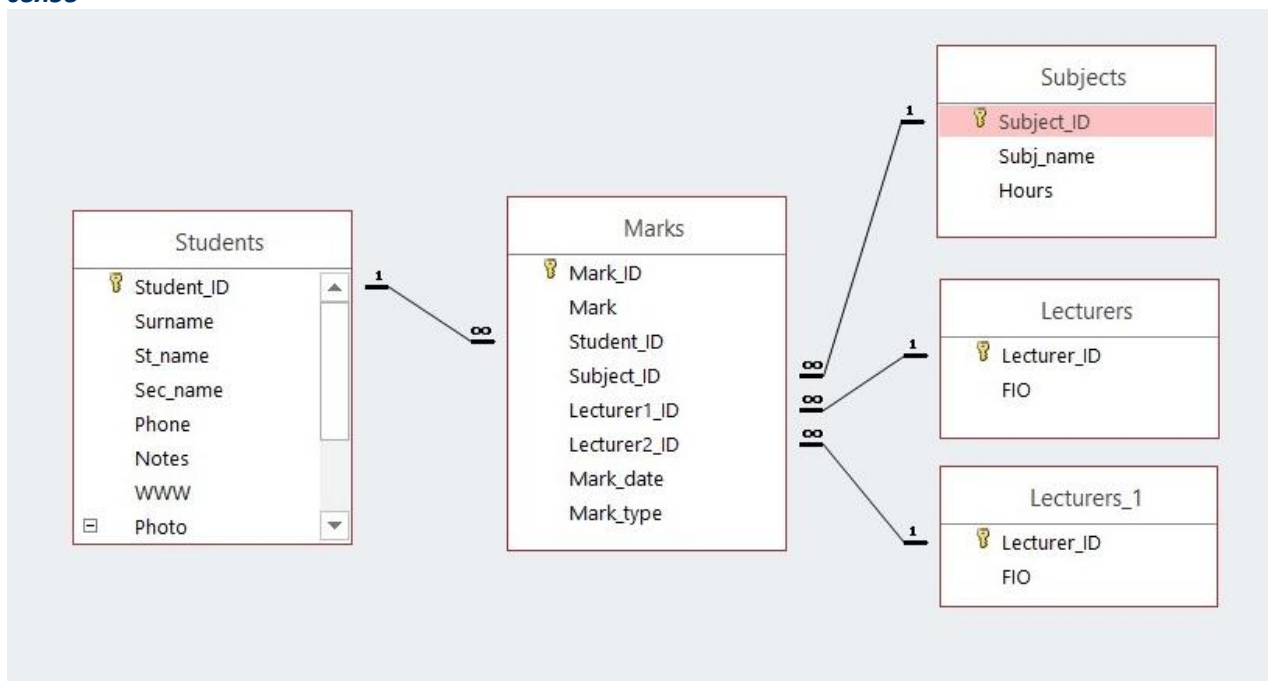 Students
Student_ID
Surname
St_name
Sec_name
Phone
Notes
WWW
Photo
1
∞
Marks
Mark_ID
Mark
Student_ID
Subject_ID
Lecturer1_ID
Lecturer2_ID
Mark_date
Mark_type
∞
∞
∞
1
1
1
Subjects
Subject_ID
Subj_name
Hours
Lecturers
Lecturer_ID
FIO
Lecturers_1
Lecturer_ID
FIO